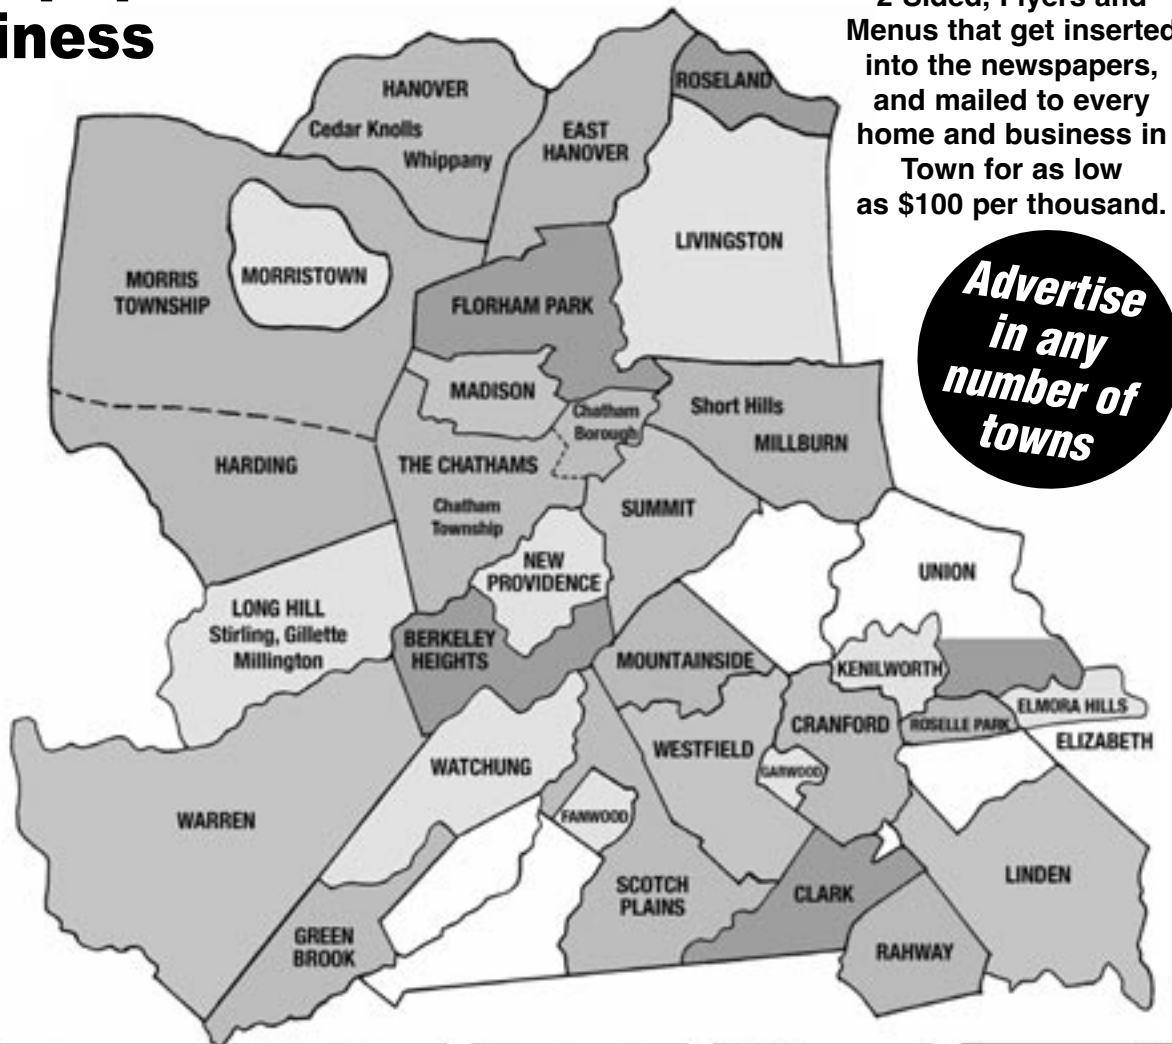 iness
Menus that get inserted
into the newspapers,
and mailed to every
home and business in
Town for as low
as $100 per thousand.
Advertise
in any
number of
towns
HANOVER
Cedar Knolls
Whippany
EAST
HANOVER
ROSELAND
LIVINGSTON
MORRIS
TOWNSHIP
MORRISTOWN
FLORHAM PARK
MADISON
Chatham
Borough
Short Hills
MILLBURN
HARDING
THE CHATHAMS
Chatham
Township
SUMMIT
NEW
PROVIDENCE
UNION
LONG HILL
Stirling, Gillette
Millington
BERKELEY
HEIGHTS
MOUNTAINSIDE
KENILWORTH
ELMORA HILLS
ROSELLE PARK
CRANFORD
ELIZABETH
WESTFIELD
GARWOOD
WATCHUNG
WARREN
FANWOOD
SCOTCH
PLAINS
CLARK
LINDEN
GREEN
BROOK
RAHWAY